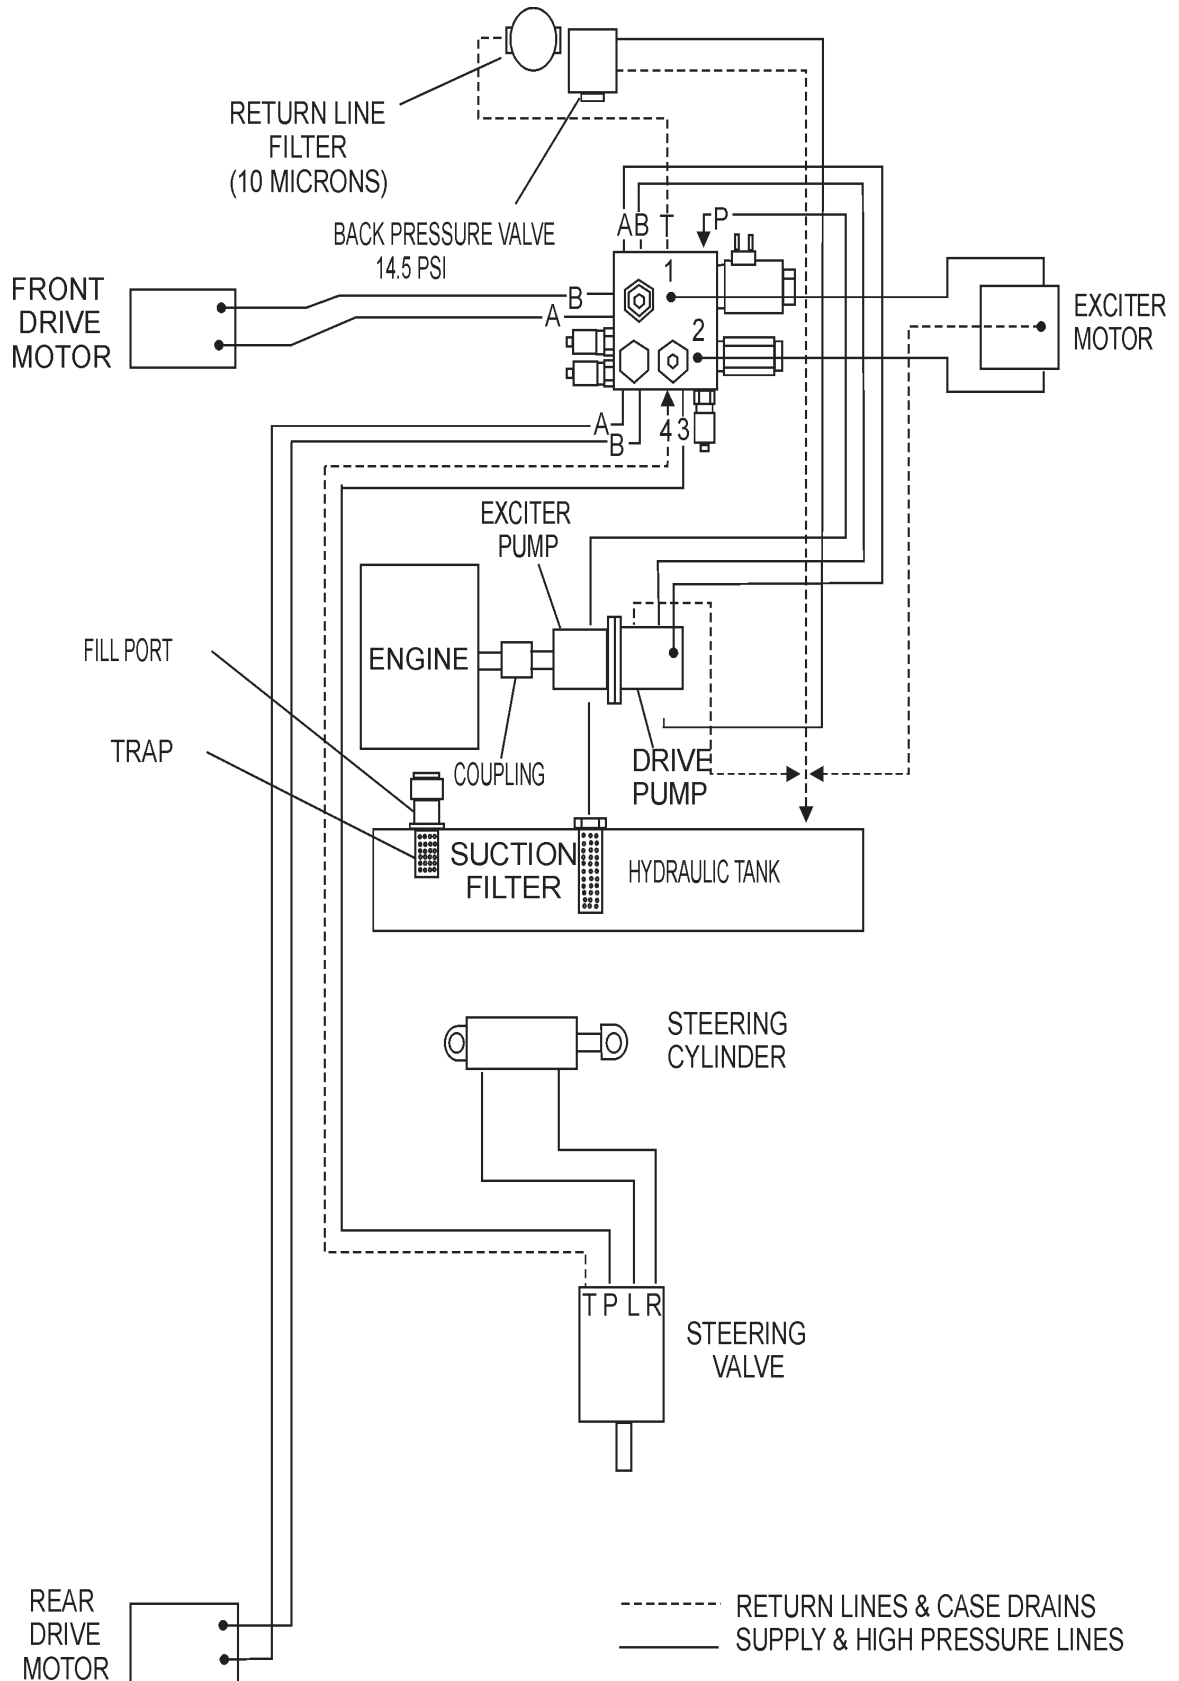 RETURN LINE
FILTER
(10 MICRONS)
BACK PRESSURE VALVE
14.5 PSI
A B T P
1
FRONT
DRIVE
MOTOR
B
A
2
EXCITER
MOTOR
A
B
4 3
EXCITER
PUMP
FILL PORT
ENGINE
TRAP
COUPLING
DRIVE
PUMP
SUCTION
FILTER
HYDRAULIC TANK
STEERING
CYLINDER
T P L R
STEERING
VALVE
REAR
DRIVE
MOTOR
RETURN LINES & CASE DRAINS
SUPPLY & HIGH PRESSURE LINES